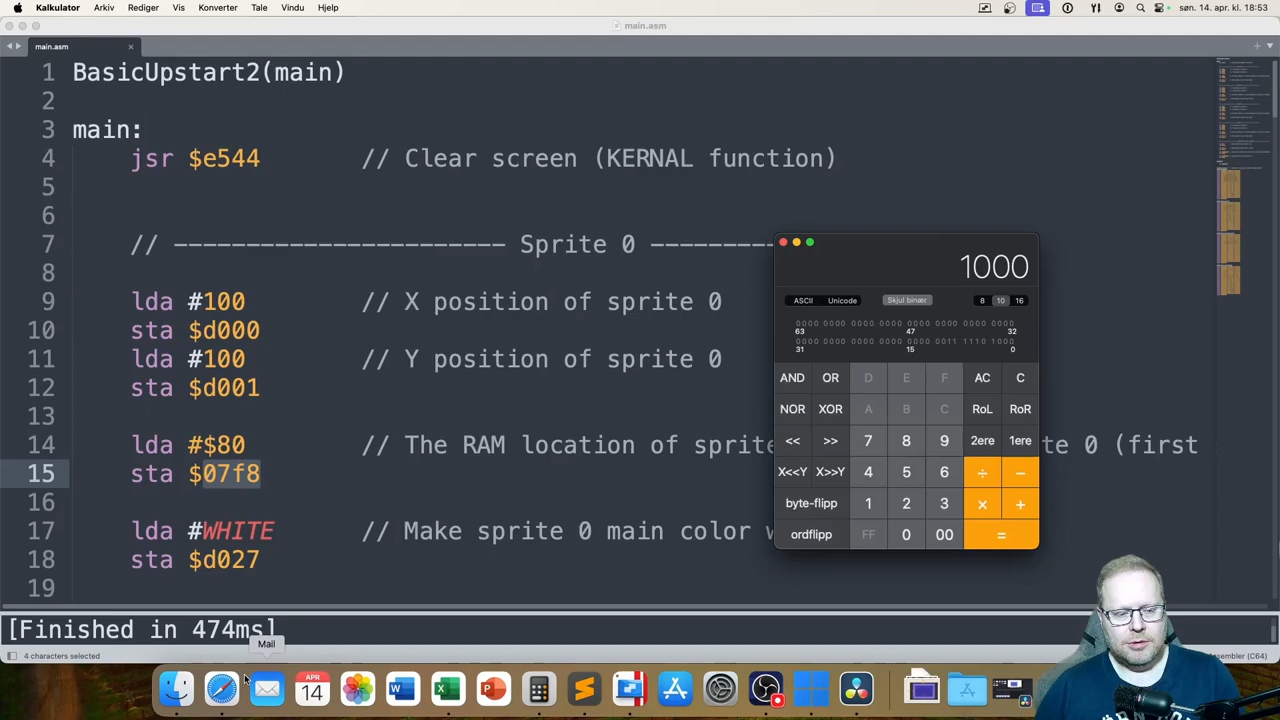 Kalkulator Arkiv Rediger Vis Konverter Tale Vindu Hjelp søn. 14. apr. kl. 18:53
main.asm
main.asm
1 BasicUpstart2(main)
2
3 main:
4 jsr $e544 // Clear screen (KERNAL function)
5
6
7 // ----------------------- Sprite 0 ---------
8
9 lda #100 // X position of sprite 0
10 sta $d000
11 lda #100 // Y position of sprite 0
12 sta $d001
13
14 lda #$80 // The RAM location of sprite 0 (first
15 sta $07f8
16
17 lda #WHITE // Make sprite 0 main color
18 sta $d027
19
1000
ASCII Unicode Skjul binær 8 10 16
0000 0000 0000 0000 0000 0000 0000 0000
63 47 32
0000 0000 0000 0000 0000 0011 1110 1000
31 15 0
AND OR D E F AC C
NOR XOR A B C RoL RoR
<< >> 7 8 9 2ere 1ere
X<<Y X>>Y 4 5 6 ÷ −
byte-flipp 1 2 3 × +
ordflipp FF 0 00 =
[Finished in 474ms]
Mail
4 characters selected
sembler (C64)
APR
14